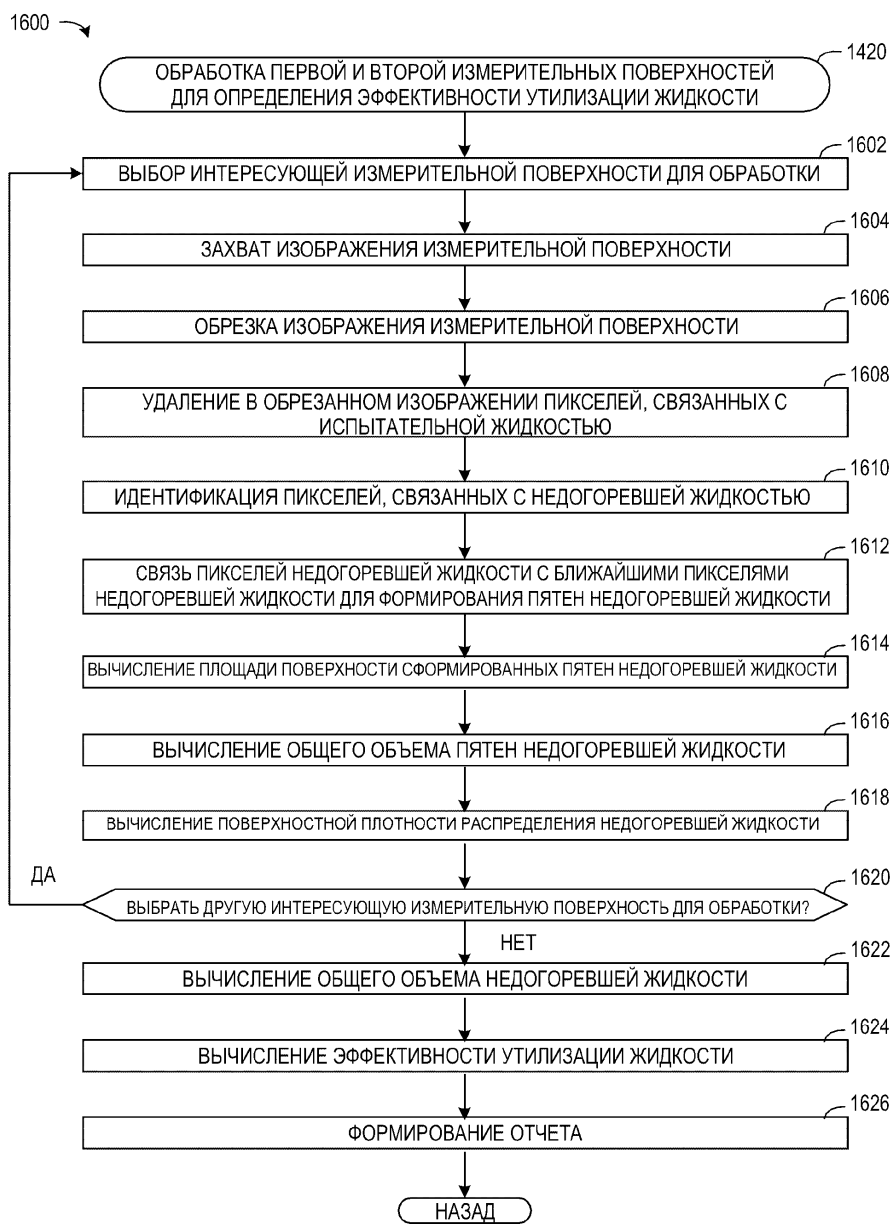 1600
1420
ОБРАБОТКА ПЕРВОЙ И ВТОРОЙ ИЗМЕРИТЕЛЬНЫХ ПОВЕРХНОСТЕЙ
ДЛЯ ОПРЕДЕЛЕНИЯ ЭФФЕКТИВНОСТИ УТИЛИЗАЦИИ ЖИДКОСТИ
1602
ВЫБОР ИНТЕРЕСУЮЩЕЙ ИЗМЕРИТЕЛЬНОЙ ПОВЕРХНОСТИ ДЛЯ ОБРАБОТКИ
1604
ЗАХВАТ ИЗОБРАЖЕНИЯ ИЗМЕРИТЕЛЬНОЙ ПОВЕРХНОСТИ
1606
ОБРЕЗКА ИЗОБРАЖЕНИЯ ИЗМЕРИТЕЛЬНОЙ ПОВЕРХНОСТИ
1608
УДАЛЕНИЕ В ОБРЕЗАННОМ ИЗОБРАЖЕНИИ ПИКСЕЛЕЙ, СВЯЗАННЫХ С
ИСПЫТАТЕЛЬНОЙ ЖИДКОСТЬЮ
1610
ИДЕНТИФИКАЦИЯ ПИКСЕЛЕЙ, СВЯЗАННЫХ С НЕДОГОРЕВШЕЙ ЖИДКОСТЬЮ
1612
СВЯЗЬ ПИКСЕЛЕЙ НЕДОГОРЕВШЕЙ ЖИДКОСТИ С БЛИЖАЙШИМИ ПИКСЕЛЯМИ
НЕДОГОРЕВШЕЙ ЖИДКОСТИ ДЛЯ ФОРМИРОВАНИЯ ПЯТЕН НЕДОГОРЕВШЕЙ ЖИДКОСТИ
1614
ВЫЧИСЛЕНИЕ ПЛОЩАДИ ПОВЕРХНОСТИ СФОРМИРОВАННЫХ ПЯТЕН НЕДОГОРЕВШЕЙ ЖИДКОСТИ
1616
ВЫЧИСЛЕНИЕ ОБЩЕГО ОБЪЕМА ПЯТЕН НЕДОГОРЕВШЕЙ ЖИДКОСТИ
1618
ВЫЧИСЛЕНИЕ ПОВЕРХНОСТНОЙ ПЛОТНОСТИ РАСПРЕДЕЛЕНИЯ НЕДОГОРЕВШЕЙ ЖИДКОСТИ
ДА
1620
ВЫБРАТЬ ДРУГУЮ ИНТЕРЕСУЮЩУЮ ИЗМЕРИТЕЛЬНУЮ ПОВЕРХНОСТЬ ДЛЯ ОБРАБОТКИ?
НЕТ
1622
ВЫЧИСЛЕНИЕ ОБЩЕГО ОБЪЕМА НЕДОГОРЕВШЕЙ ЖИДКОСТИ
1624
ВЫЧИСЛЕНИЕ ЭФФЕКТИВНОСТИ УТИЛИЗАЦИИ ЖИДКОСТИ
1626
ФОРМИРОВАНИЕ ОТЧЕТА
НАЗАД